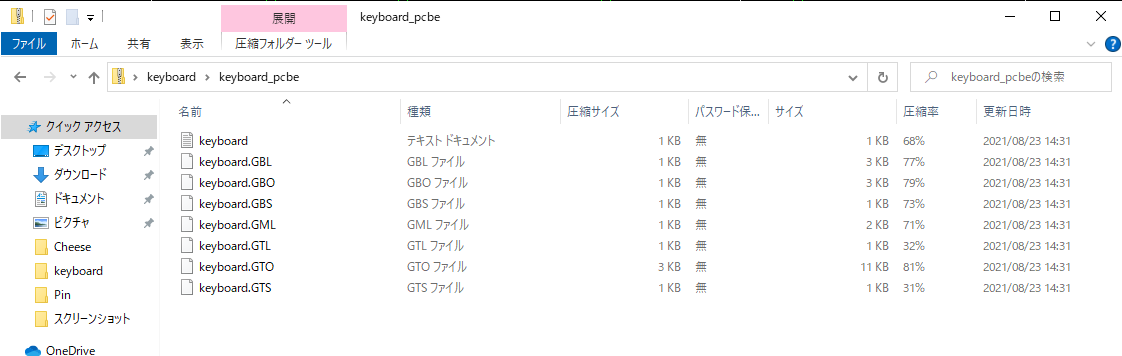 展開
keyboard_pcbe
ファイル ホーム 共有 表示 圧縮フォルダー ツール
keyboard keyboard_pcbe
keyboard_pcbeの検索
名前 種類 圧縮サイズ パスワード保... サイズ 圧縮率 更新日時
クイック アクセス
デスクトップ
ダウンロード
ドキュメント
ピクチャ
Cheese
keyboard
Pin
スクリーンショット
OneDrive
keyboard テキスト ドキュメント 1 KB 無 1 KB 68% 2021/08/23 14:31
keyboard.GBL GBL ファイル 1 KB 無 3 KB 77% 2021/08/23 14:31
keyboard.GBO GBO ファイル 1 KB 無 3 KB 79% 2021/08/23 14:31
keyboard.GBS GBS ファイル 1 KB 無 1 KB 73% 2021/08/23 14:31
keyboard.GML GML ファイル 1 KB 無 2 KB 71% 2021/08/23 14:31
keyboard.GTL GTL ファイル 1 KB 無 1 KB 32% 2021/08/23 14:31
keyboard.GTO GTO ファイル 3 KB 無 11 KB 81% 2021/08/23 14:31
keyboard.GTS GTS ファイル 1 KB 無 1 KB 31% 2021/08/23 14:31